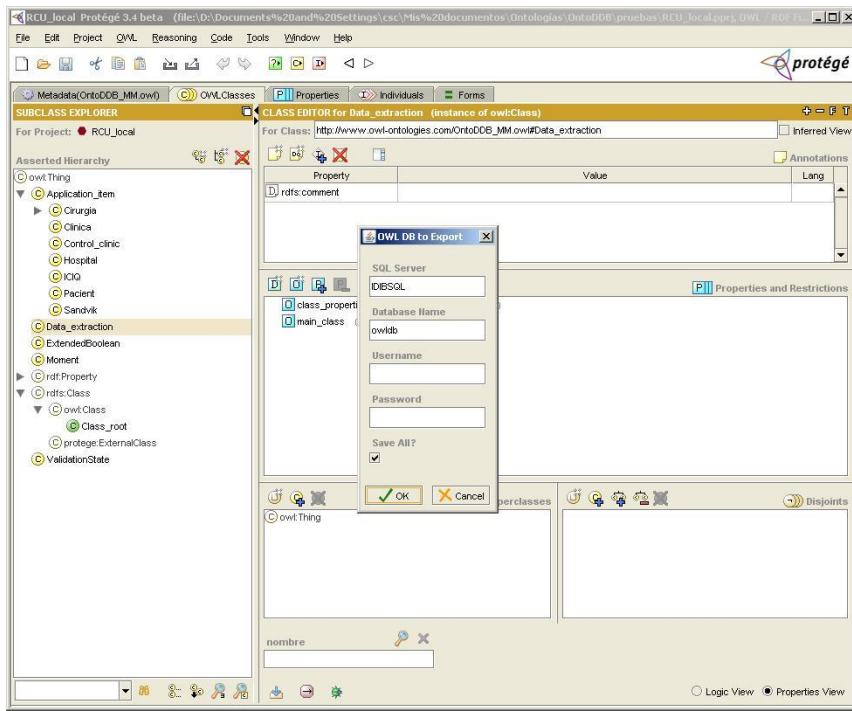 RCU_local Protégé 3.4 beta (file:\D:\Documents%20and%20Settings\csc\Mis%20documentos\Ontologias\OntoDDB\pruebas\RCU_local.pprj, OWL / RDF Fi...
File Edit Project OWL Reasoning Code Tools Window Help
protégé
Metadata(OntoDDB_MM.owl) OWLClasses Properties Individuals Forms
SUBCLASS EXPLORER
CLASS EDITOR for Data_extraction (instance of owl:Class)
For Project: RCU_local
For Class: http://www.owl-ontologies.com/OntoDDB_MM.owl#Data_extraction
Inferred View
Asserted Hierarchy
Annotations
Property Value Lang
rdfs:comment
owl:Thing
Application_item
Cirurgia
Clinica
Control_clinic
Hospital
ICIQ
Pacient
Sandvik
Data_extraction
ExtendedBoolean
Moment
rdf:Property
rdfs:Class
owl:Class
Class_root
protege:ExternalClass
ValidationState
Properties and Restrictions
class_properti
main_class
OWL DB to Export
SQL Server
IDIBSQL
Database Name
owldb
Username
Password
Save All?
OK Cancel
perclasses
Disjoints
owl:Thing
nombre
Logic View Properties View